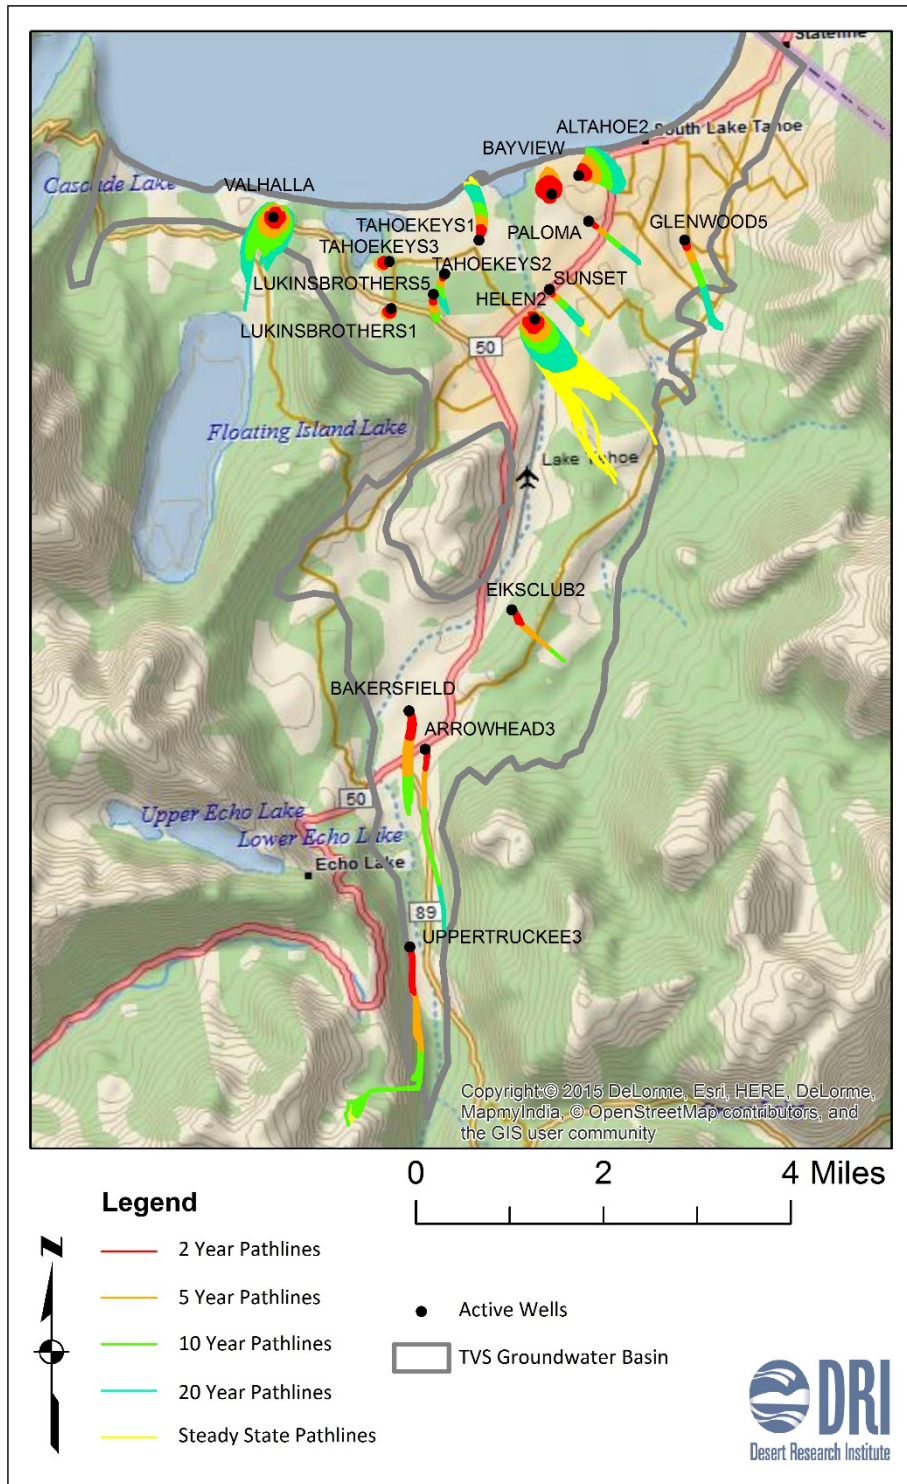 Stateline
ALTAHOE2
South Lake Tahoe
BAYVIEW
Cascade Lake
VALHALLA
TAHOEKEYS1
PALOMA
GLENWOOD5
TAHOEKEYS3
TAHOEKEYS2
LUKINSBROTHERS5
SUNSET
HELEN2
LUKINSBROTHERS1
50
Floating Island Lake
Lake Tahoe
EIKSCLUB2
BAKERSFIELD
ARROWHEAD3
50
Upper Echo Lake
Lower Echo Lake
Echo Lake
89
UPPERTRUCKEE3
Copyright:© 2015 DeLorme, Esri, HERE, DeLorme,
MapmyIndia, © OpenStreetMap contributors, and
the GIS user community
0 2 4 Miles
Legend
N
2 Year Pathlines
5 Year Pathlines
10 Year Pathlines
20 Year Pathlines
Steady State Pathlines
Active Wells
TVS Groundwater Basin
DRI
Desert Research Institute